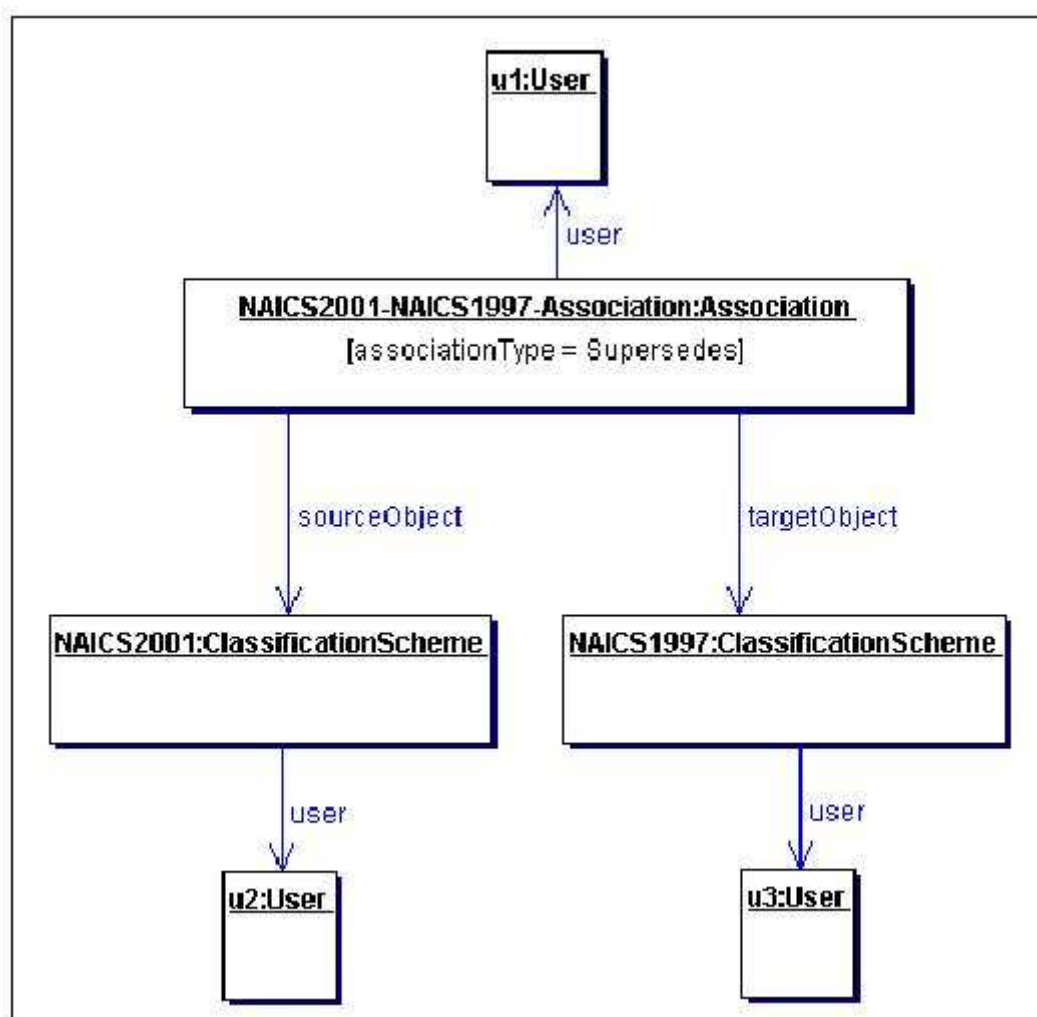 u1:User
user
NAICS2001-NAICS1997-Association:Association
[associationType = Supersedes]
sourceObject
targetObject
NAICS2001:ClassificationScheme
NAICS1997:ClassificationScheme
user
user
u2:User
u3:User